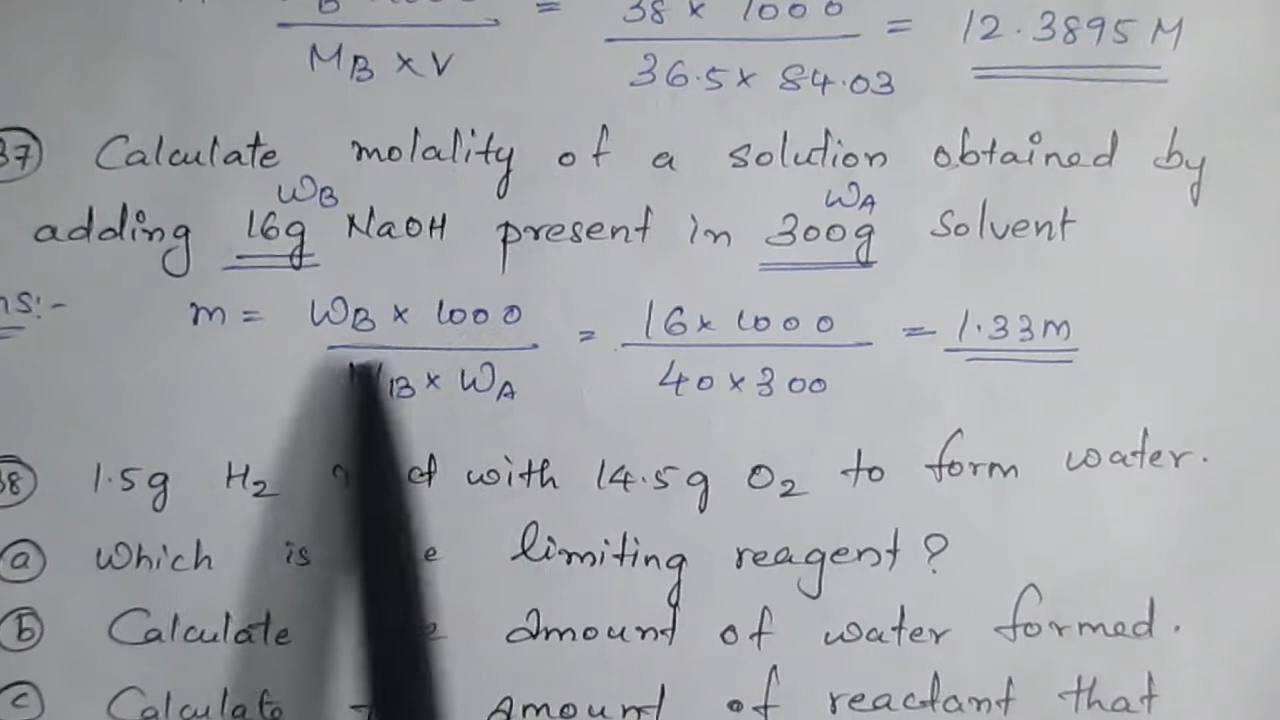 B = 38 x 1000 = 12.3895 M
MB x V 36.5 x 84.03
37) Calculate molality of a solution obtained by
WB WA
adding 16g NaOH present in 300g solvent
ns:- m = WB x 1000 = 16 x 1000 = 1.33m
B x WA 40 x 300
38) 1.5g H2 with 14.5g O2 to form water.
a) which is limiting reagent?
b) Calculate amount of water formed.
c) Calculate amount of reactant that